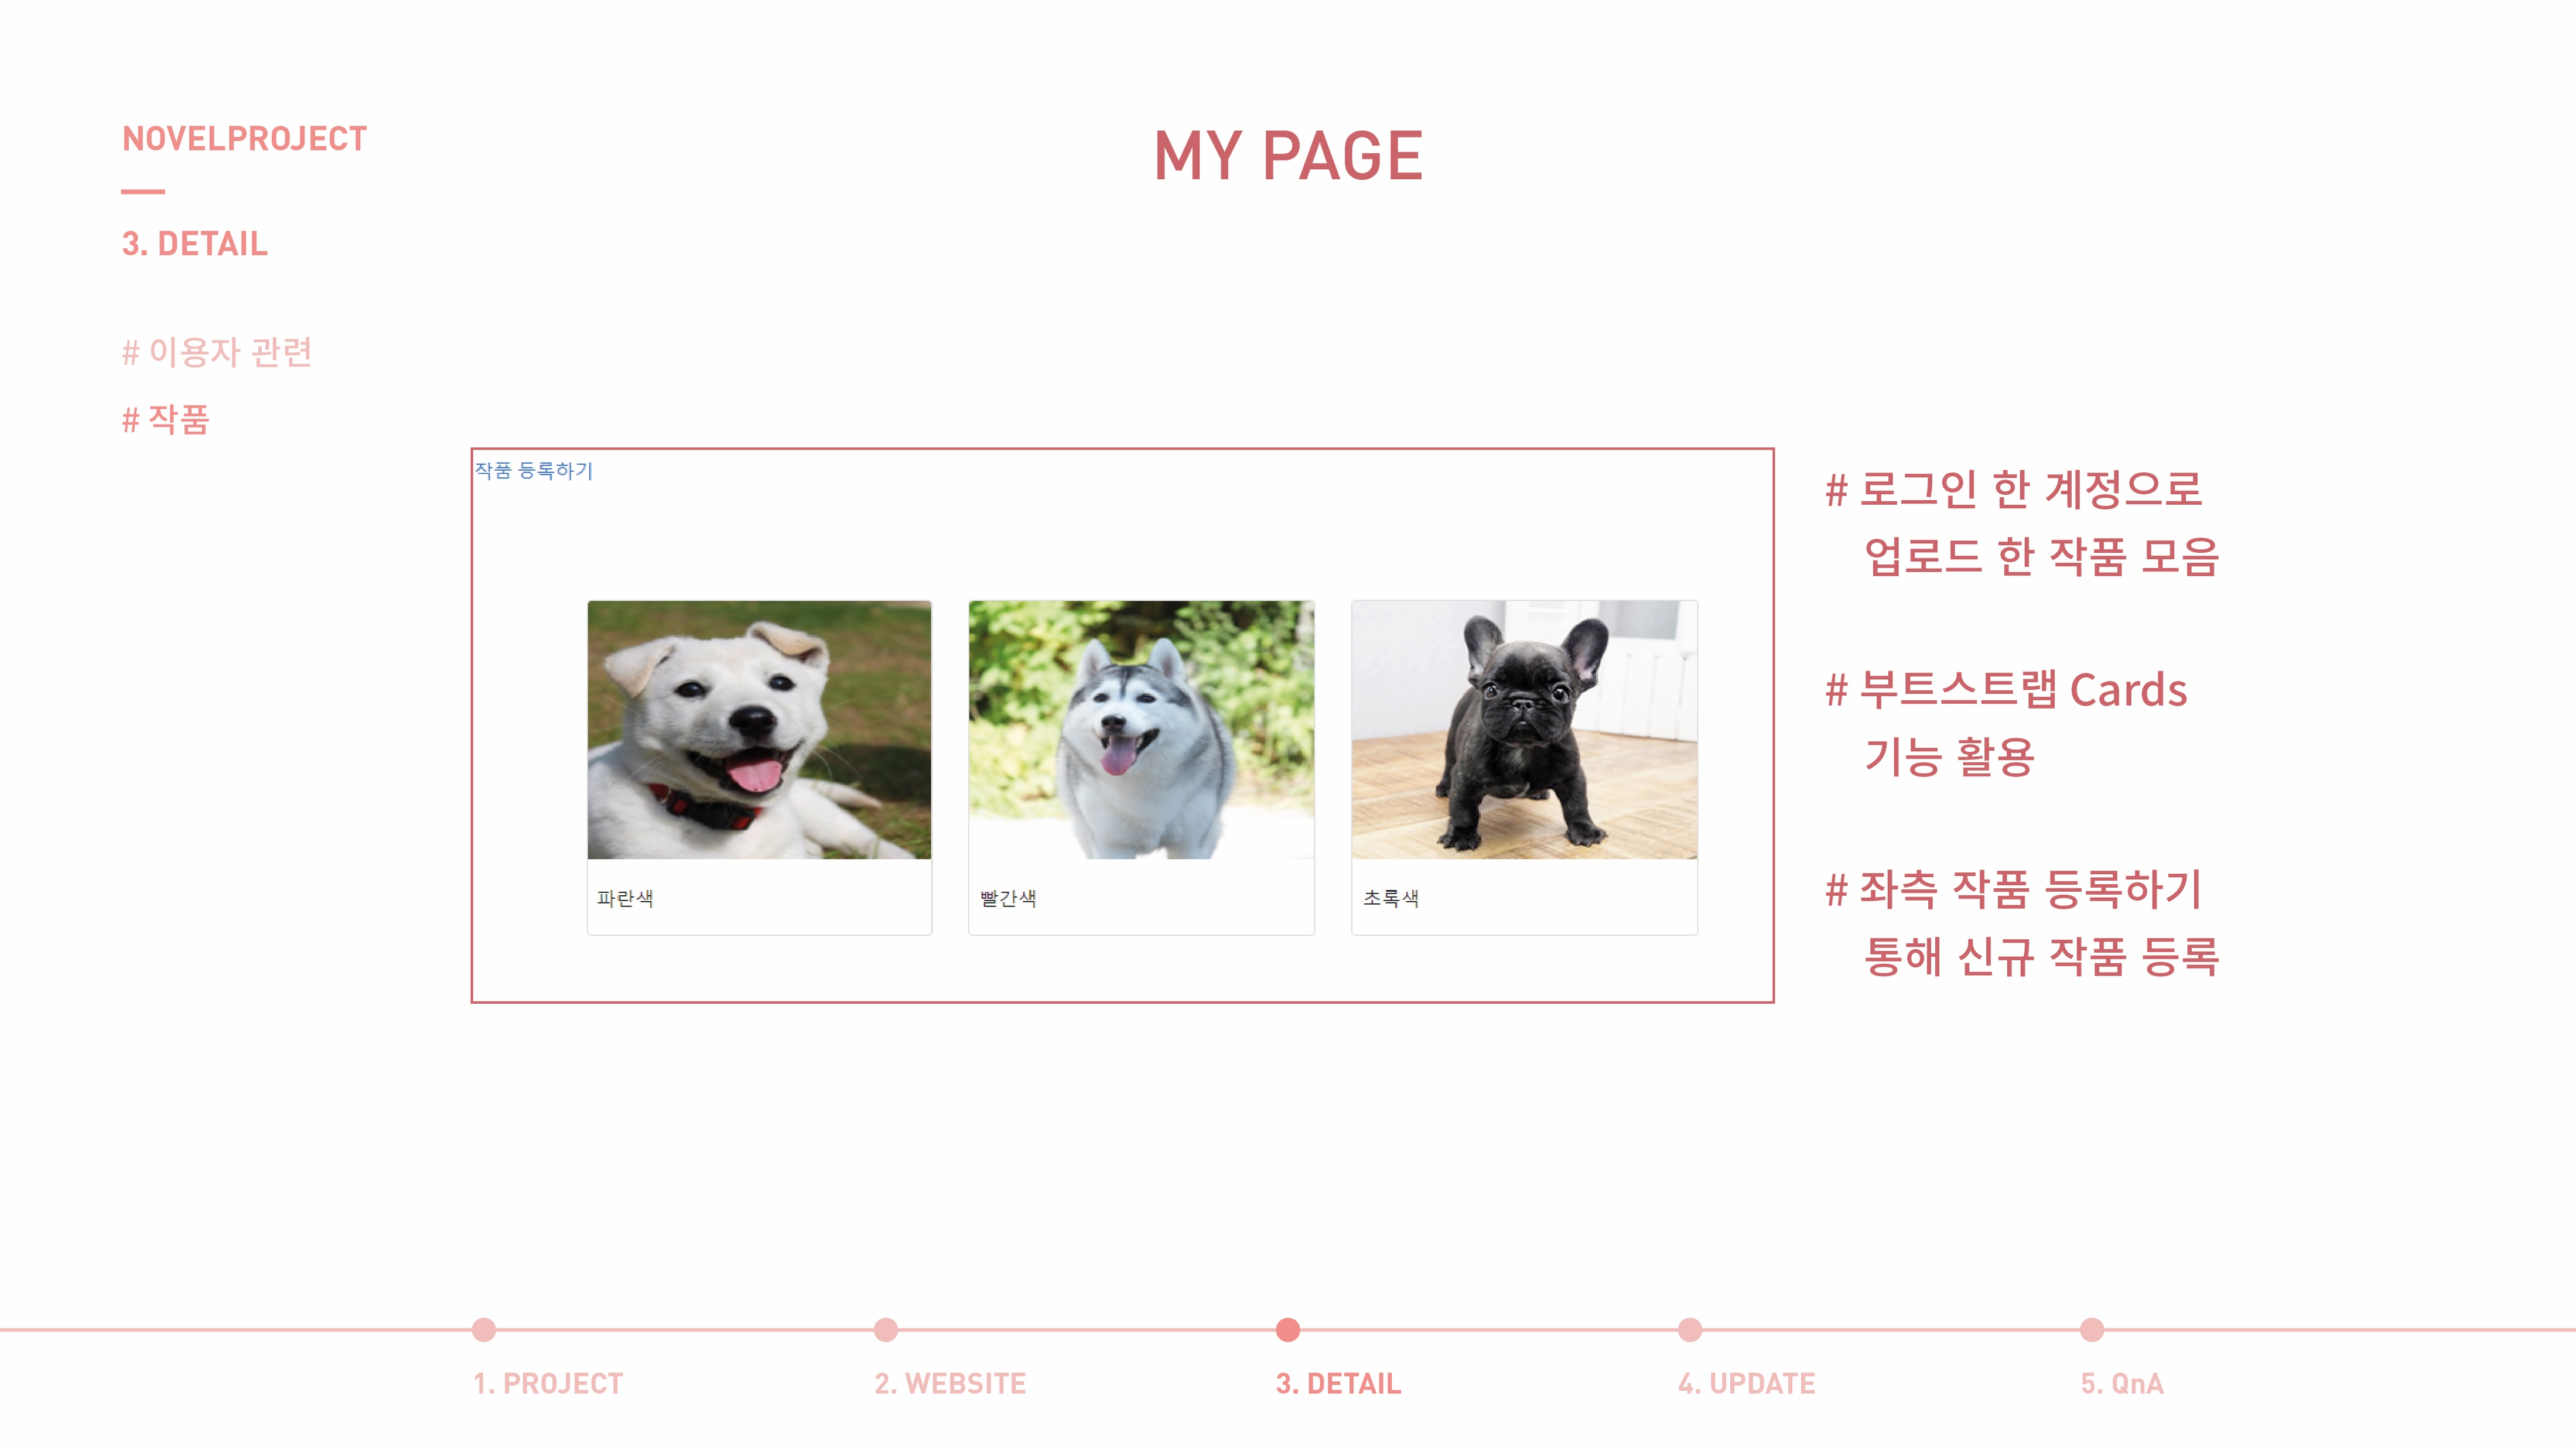 NOVELPROJECT
3. DETAIL
# 이용자 관련
# 작품
MY PAGE
작품 등록하기
파란색
빨간색
초록색
# 로그인 한 계정으로
업로드 한 작품 모음
# 부트스트랩 Cards
기능 활용
# 좌측 작품 등록하기
통해 신규 작품 등록
1. PROJECT
2. WEBSITE
3. DETAIL
4. UPDATE
5. QnA